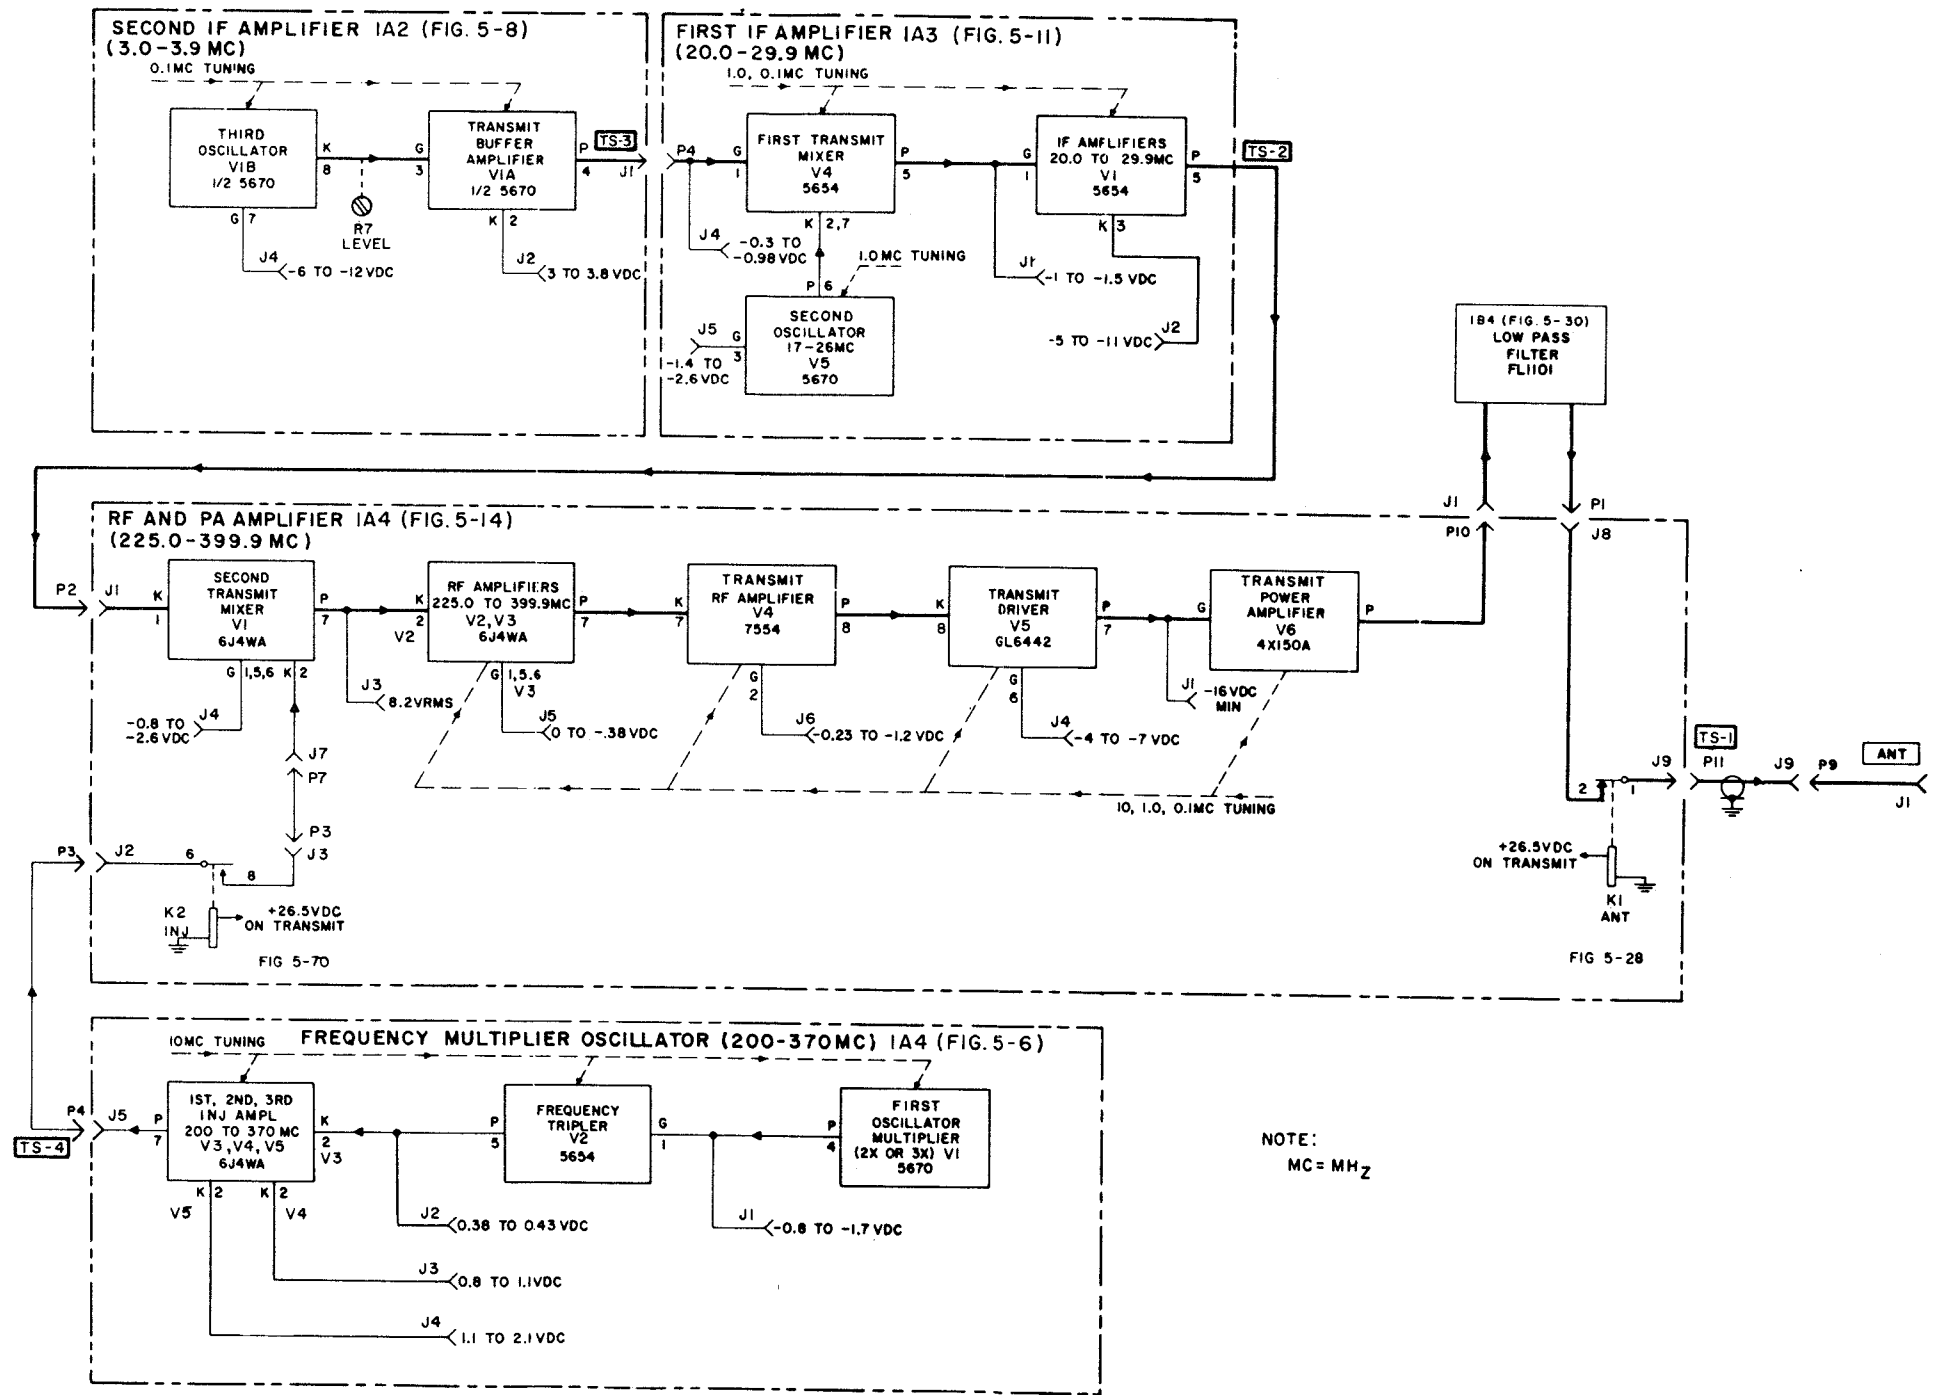 SECOND IF AMPLIFIER 1A2 (FIG. 5-8)
(3.0-3.9 MC)
0.1MC TUNING
THIRD
OSCILLATOR
V1B
1/2 5670
K
8
G 7
J4
-6 TO -12VDC
R7
LEVEL
G
3
TRANSMIT
BUFFER
AMPLIFIER
V1A
1/2 5670
K 2
J2
3 TO 3.8 VDC
P
4
TS-3
J1
FIRST IF AMPLIFIER 1A3 (FIG. 5-11)
(20.0-29.9 MC)
1.0, 0.1MC TUNING
P4
G
1
FIRST TRANSMIT
MIXER
V4
5654
K 2,7
J4
-0.3 TO
-0.98VDC
1.0MC TUNING
P 6
SECOND
OSCILLATOR
17-26MC
V5
5670
J5
G
3
-1.4 TO
-2.6VDC
P
5
J1
-1 TO -1.5 VDC
G
1
IF AMPLIFIERS
20.0 TO 29.9MC
V1
5654
K 3
J2
-5 TO -11 VDC
P
5
TS-2
1B4 (FIG. 5-30)
LOW PASS
FILTER
FL1101
J1
P10
P1
J8
RF AND PA AMPLIFIER 1A4 (FIG. 5-14)
(225.0-399.9 MC)
P2
J1
K
1
SECOND
TRANSMIT
MIXER
V1
6J4WA
G 1,5,6 K 2
J4
-0.8 TO
-2.6VDC
P
7
J3
8.2VRMS
K
2
V2
RF AMPLIFIERS
225.0 TO 399.9MC
V2, V3
6J4WA
G 1,5.6
V3
J5
0 TO -.38 VDC
P
7
K
7
TRANSMIT
RF AMPLIFIER
V4
7554
G
2
J6
-0.23 TO -1.2 VDC
P
8
K
8
TRANSMIT
DRIVER
V5
GL6442
G
6
J4
-4 TO -7 VDC
P
7
J1
-16VDC
MIN
G
TRANSMIT
POWER
AMPLIFIER
V6
4X150A
P
10, 1.0, 0.1MC TUNING
J7
P7
P3
J3
P3
J2
6
8
K2
INJ
+26.5VDC
ON TRANSMIT
FIG 5-70
2
1
J9
TS-1
P11
J9
P9
ANT
J1
+26.5VDC
ON TRANSMIT
K1
ANT
FIG 5-28
FREQUENCY MULTIPLIER OSCILLATOR (200-370MC) 1A4 (FIG. 5-6)
10MC TUNING
P4
TS-4
J5
P
7
1ST, 2ND, 3RD
INJ AMPL
200 TO 370 MC
V3, V4, V5
6J4WA
K
2
V3
K 2
V5
K 2
V4
J2
0.38 TO 0.43 VDC
J3
0.8 TO 1.1VDC
J4
1.1 TO 2.1 VDC
P
5
FREQUENCY
TRIPLER
V2
5654
G
1
J1
-0.8 TO -1.7 VDC
P
4
FIRST
OSCILLATOR
MULTIPLIER
(2X OR 3X) V1
5670
NOTE:
MC = MHZ